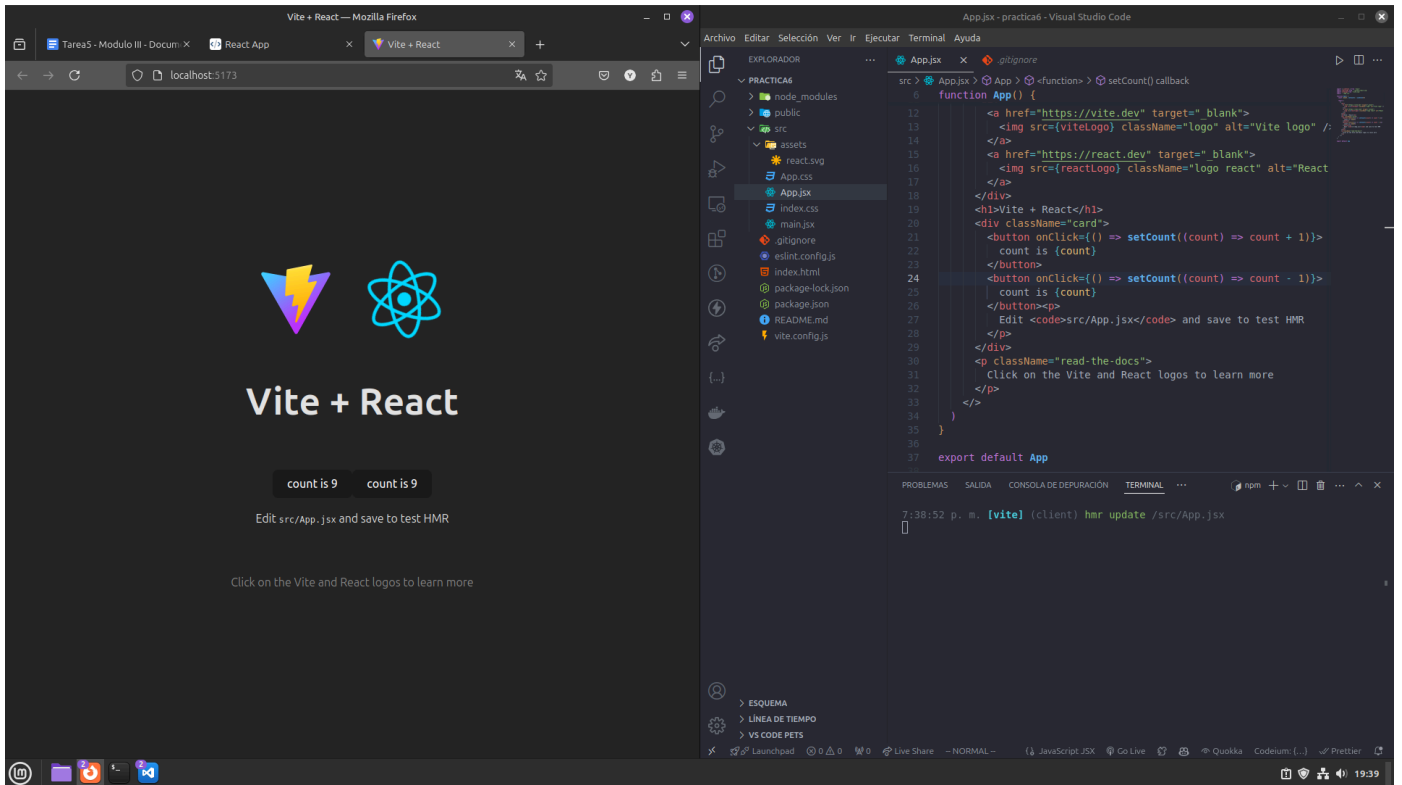 Vite + React — Mozilla Firefox
Tarea5 - Modulo III - Docum
React App
Vite + React
localhost:5173
Vite + React
count is 9 count is 9
Edit src/App.jsx and save to test HMR
Click on the Vite and React logos to learn more
App.jsx - practica6 - Visual Studio Code
Archivo Editar Selección Ver Ir Ejecutar Terminal Ayuda
EXPLORADOR
PRACTICA6
node_modules
public
src
assets
react.svg
App.css
App.jsx
index.css
main.jsx
.gitignore
eslint.config.js
index.html
package-lock.json
package.json
README.md
vite.config.js
ESQUEMA
LÍNEA DE TIEMPO
VS CODE PETS
App.jsx .gitignore
src > App.jsx > App > <function> > setCount() callback
6 function App() {
12 <a href="https://vite.dev" target="_blank">
13 <img src={viteLogo} className="logo" alt="Vite logo" />
14 </a>
15 <a href="https://react.dev" target="_blank">
16 <img src={reactLogo} className="logo react" alt="React
17 </a>
18 </div>
19 <h1>Vite + React</h1>
20 <div className="card">
21 <button onClick={() => setCount((count) => count + 1)}>
22 count is {count}
23 </button>
24 <button onClick={() => setCount((count) => count - 1)}>
25 count is {count}
26 </button><p>
27 Edit <code>src/App.jsx</code> and save to test HMR
28 </p>
29 </div>
30 <p className="read-the-docs">
31 Click on the Vite and React logos to learn more
32 </p>
33 </>
34 )
35 }
36
37 export default App
PROBLEMAS SALIDA CONSOLA DE DEPURACIÓN TERMINAL npm
7:38:52 p. m. [vite] (client) hmr update /src/App.jsx
Launchpad 0 0 0 Live Share -- NORMAL -- JavaScript JSX Go Live Quokka Codeium: {...} Prettier
2 2 19:39